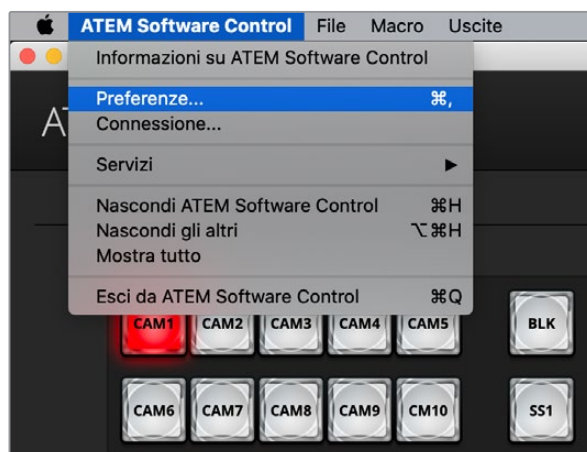 ATEM Software Control File Macro Uscite
Informazioni su ATEM Software Control
Preferenze... ⌘,
Connessione...
Servizi ▶
Nascondi ATEM Software Control ⌘H
Nascondi gli altri ⌥⌘H
Mostra tutto
Esci da ATEM Software Control ⌘Q
CAM1 CAM2 CAM3 CAM4 CAM5 BLK
CAM6 CAM7 CAM8 CAM9 CM10 SS1